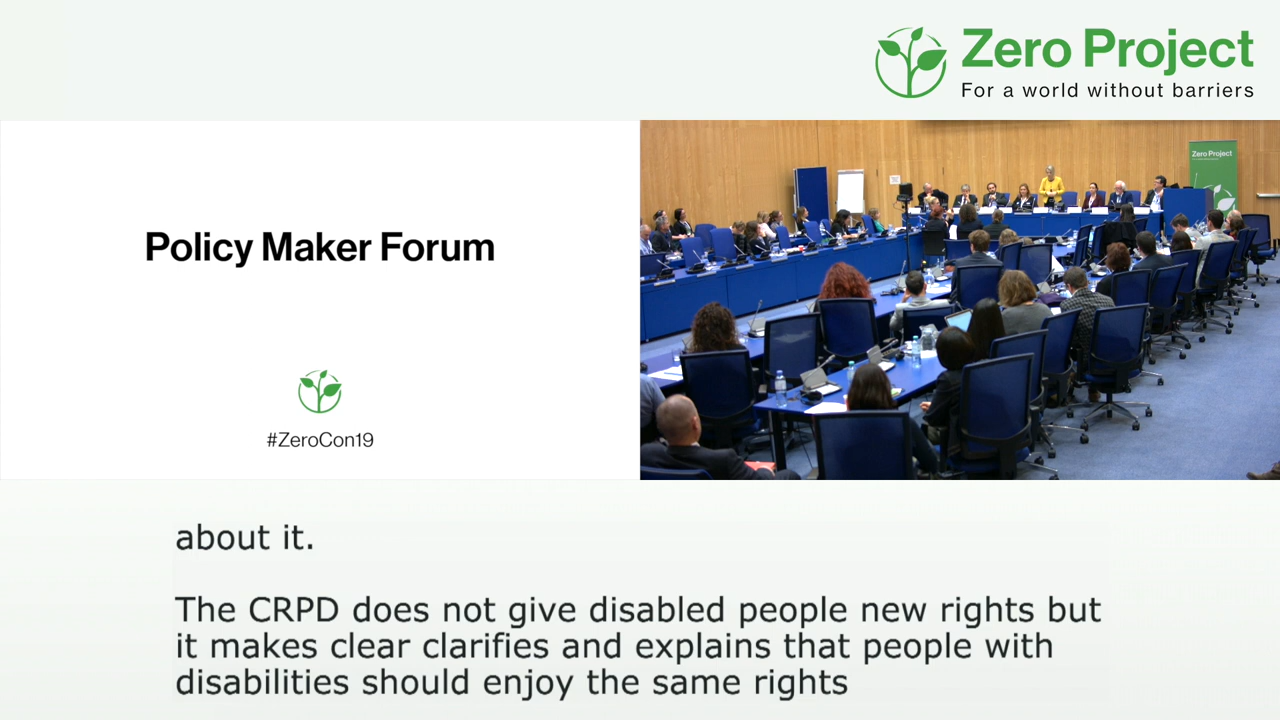 Zero Project
For a world without barriers
Policy Maker Forum
#ZeroCon19
Zero Project
about it.
The CRPD does not give disabled people new rights but
it makes clear clarifies and explains that people with
disabilities should enjoy the same rights